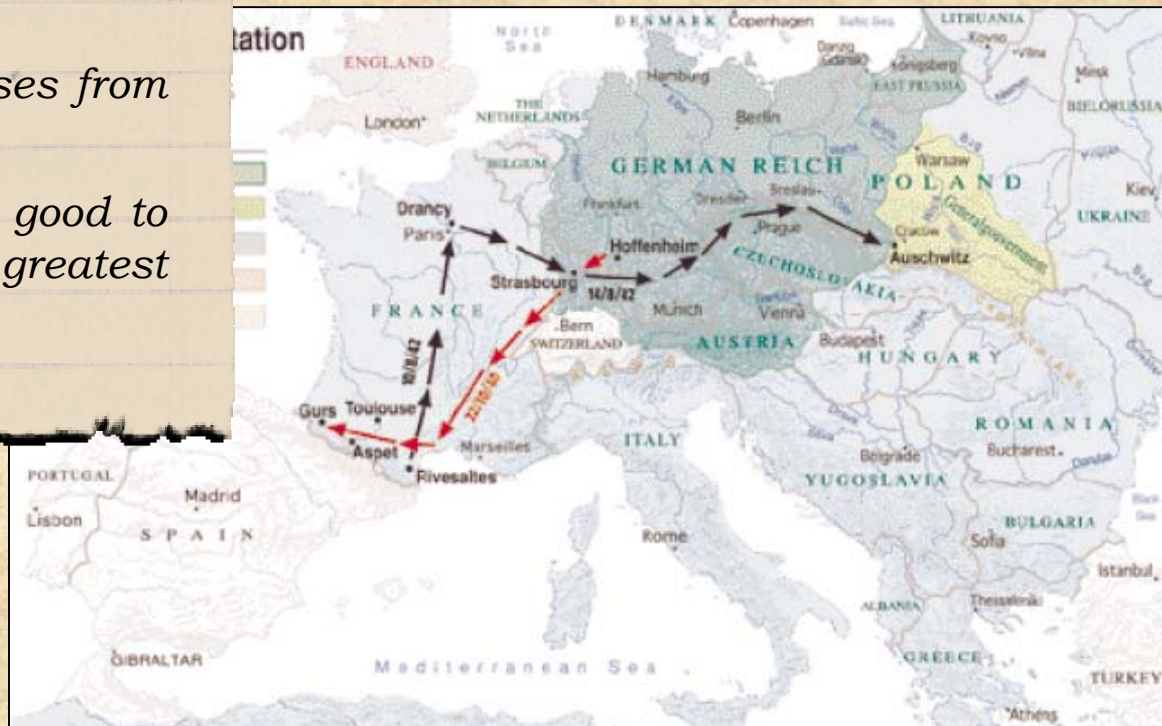 ses from
good to
greatest
tation
DENMARK Copenhagen
Baltic Sea
LITHUANIA
North
Sea
Kovno
Vilna
ENGLAND
Danzig
Gdansk
Königsberg
Hamburg
EAST PRUSSIA
Minsk
THE
NETHERLANDS
BIELORUSSIA
London
Berlin
BELGIUM
GERMAN REICH
Warsaw
POLAND
Kiev
Drancy
Frankfurt
Dresden
Breslau
Generalgouvernement
UKRAINE
Paris
Hoffenheim
Prague
Cracow
Auschwitz
Strasbourg
14/8/42
CZECHOSLOVAKIA
FRANCE
Munich
Vienna
Bern
SWITZERLAND
AUSTRIA
Budapest
HUNGARY
10/8/42
22/10/40
Gurs
Toulouse
ROMANIA
Aspet
Marseilles
ITALY
Belgrade
Bucharest
Rivesaltes
YUGOSLAVIA
PORTUGAL
Madrid
Lisbon
SPAIN
BULGARIA
Rome
Sofia
Istanbul
ALBANIA
Thessaloniki
GIBRALTAR
Mediterranean Sea
GREECE
TURKEY
Athens